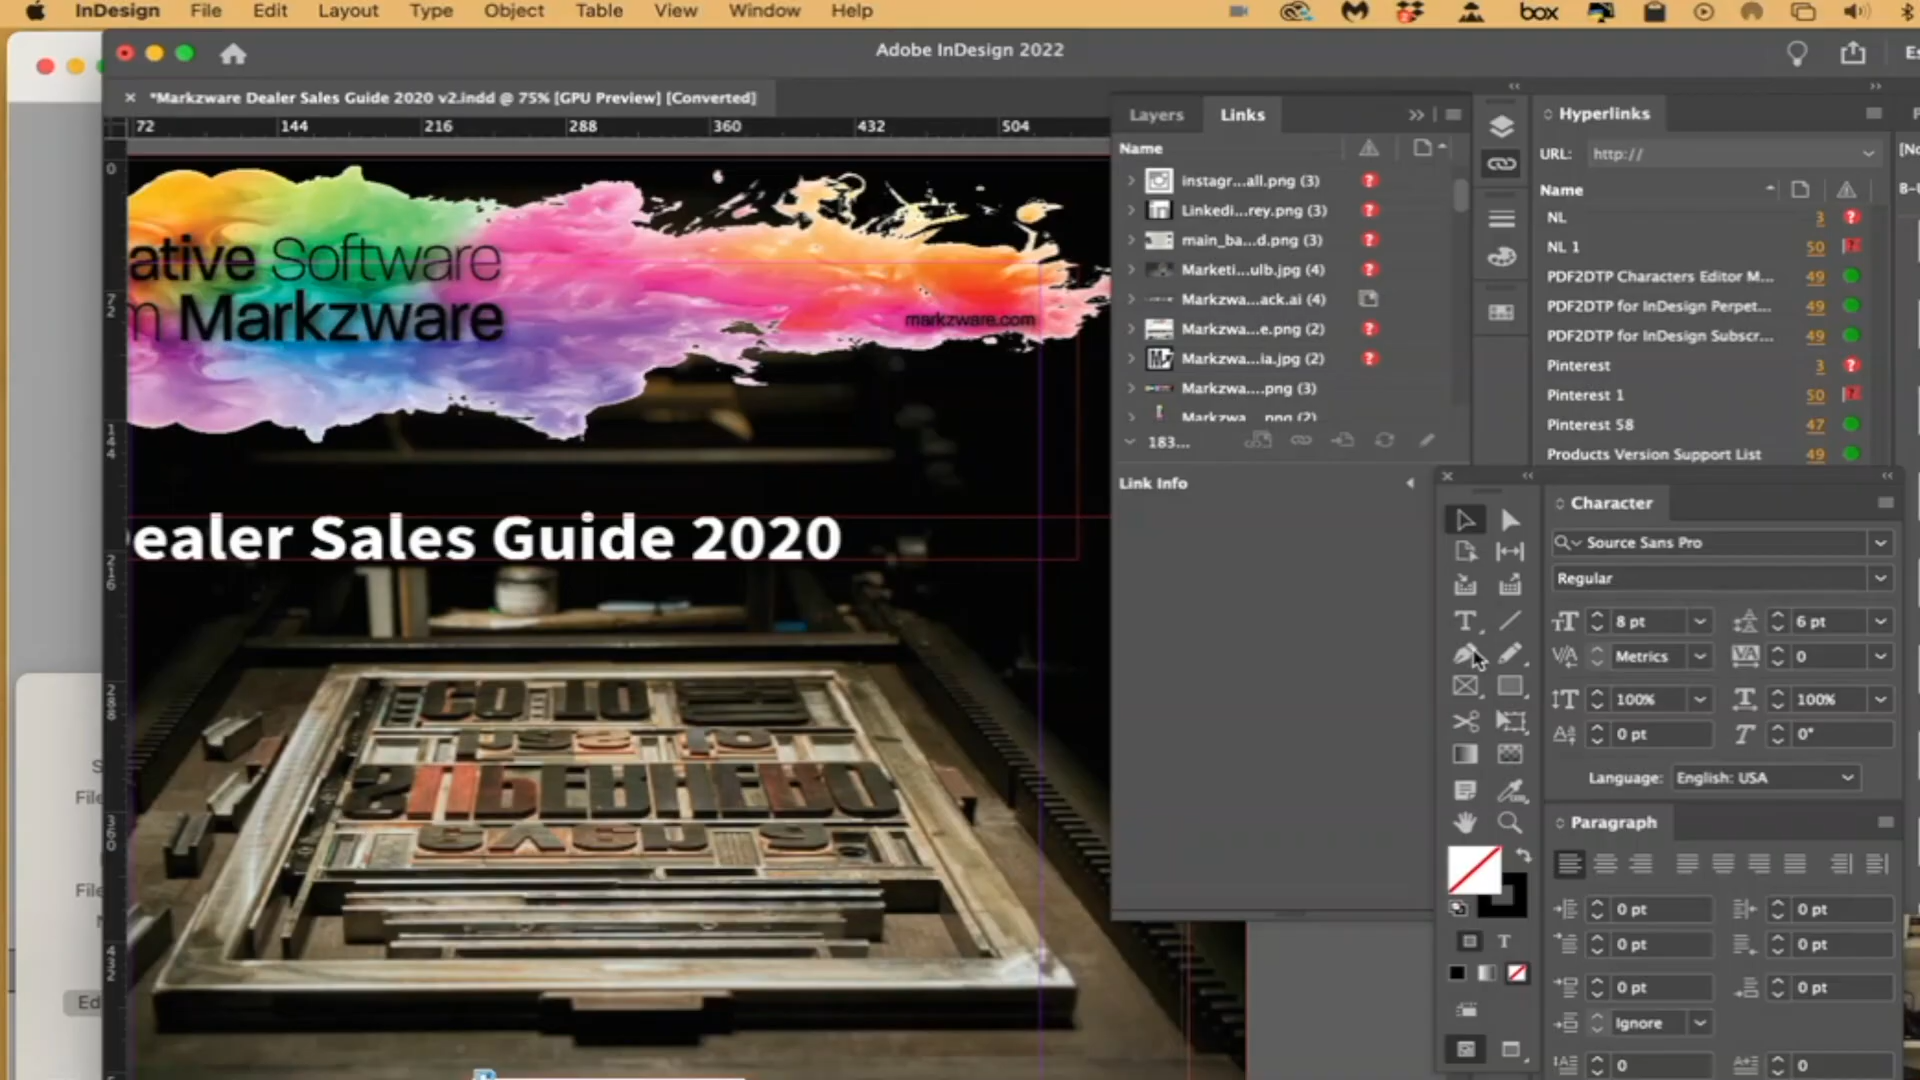 InDesign File Edit Layout Type Object Table View Window Help
box
Adobe InDesign 2022
*Markzware Dealer Sales Guide 2020 v2.indd @ 75% [GPU Preview] [Converted]
72 144 216 288 360 432 504
Layers Links
Name
instagr...all.png (3)
Linkedi...rey.png (3)
main_ba...d.png (3)
Marketi...ulb.jpg (4)
Markzwa...ack.ai (4)
Markzwa...e.png (2)
Markzwa...ia.jpg (2)
Markzwa....png (3)
Markzwa....png (2)
183...
Link Info
Hyperlinks
URL: http://
Name
NL 3
NL 1 50
PDF2DTP Characters Editor M... 49
PDF2DTP for InDesign Perpet... 49
PDF2DTP for InDesign Subscr... 49
Pinterest 3
Pinterest 1 50
Pinterest 58 47
Products Version Support List 49
ative Software
m Markzware
markzware.com
ealer Sales Guide 2020
Character
Source Sans Pro
Regular
8 pt 6 pt
Metrics 0
100% 100%
0 pt 0°
Language: English: USA
Paragraph
0 pt 0 pt
0 pt 0 pt
0 pt 0 pt
Ignore
0 0
File
File
Ed